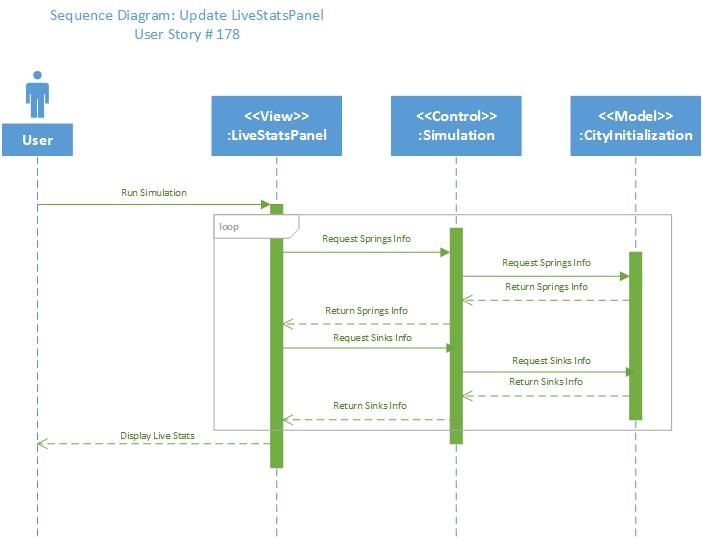 Sequence Diagram: Update LiveStatsPanel
User Story # 178
User
<<View>>
:LiveStatsPanel
<<Control>>
:Simulation
<<Model>>
:CityInitialization
Run Simulation
loop
Request Springs Info
Request Springs Info
Return Springs Info
Return Springs Info
Request Sinks Info
Request Sinks Info
Return Sinks Info
Return Sinks Info
Display Live Stats